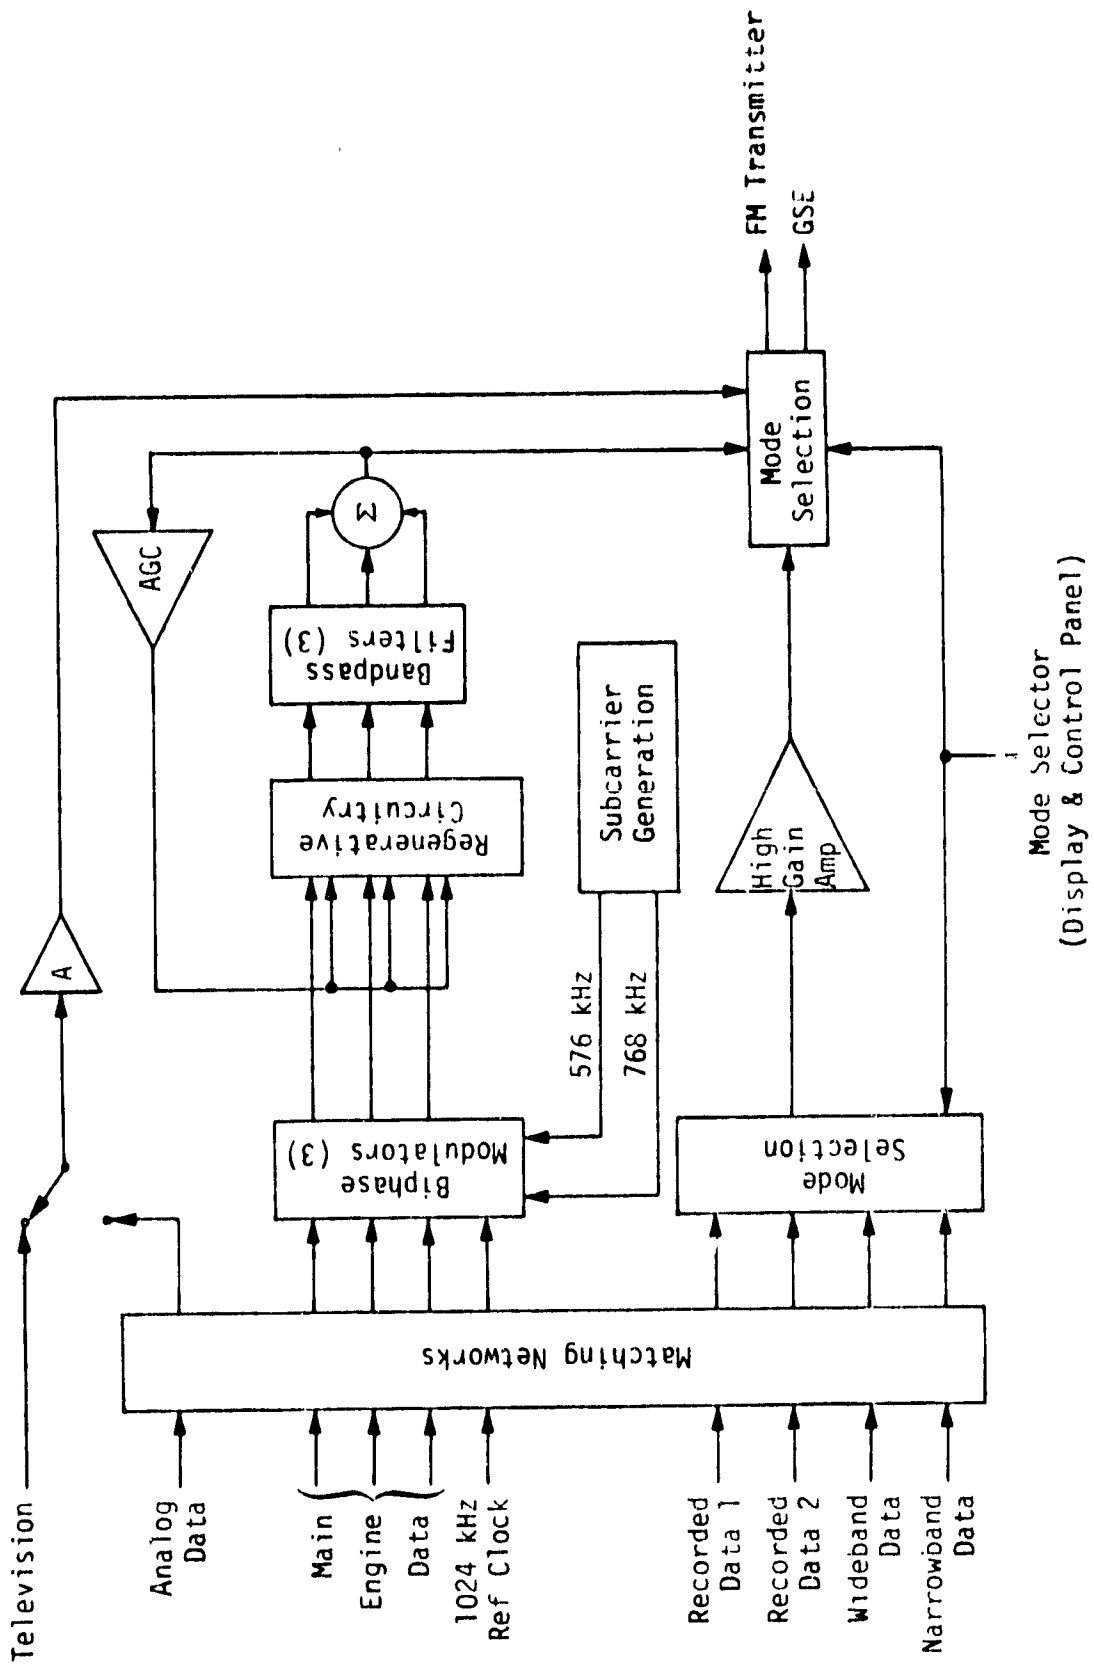 Television
Analog
Data
Main
Engine
Data
1024 kHz
Ref Clock
Recorded
Data 1
Recorded
Data 2
Wideband
Data
Narrowband
Data
Matching Networks
Biphase
Modulators (3)
Mode
Selection
A
576 kHz
768 kHz
Regenerative
Circuitry
Subcarrier
Generation
High
Gain
Amp
AGC
Bandpass
Filters (3)
Σ
Mode
Selection
FM Transmitter
GSE
Mode Selector
(Display & Control Panel)